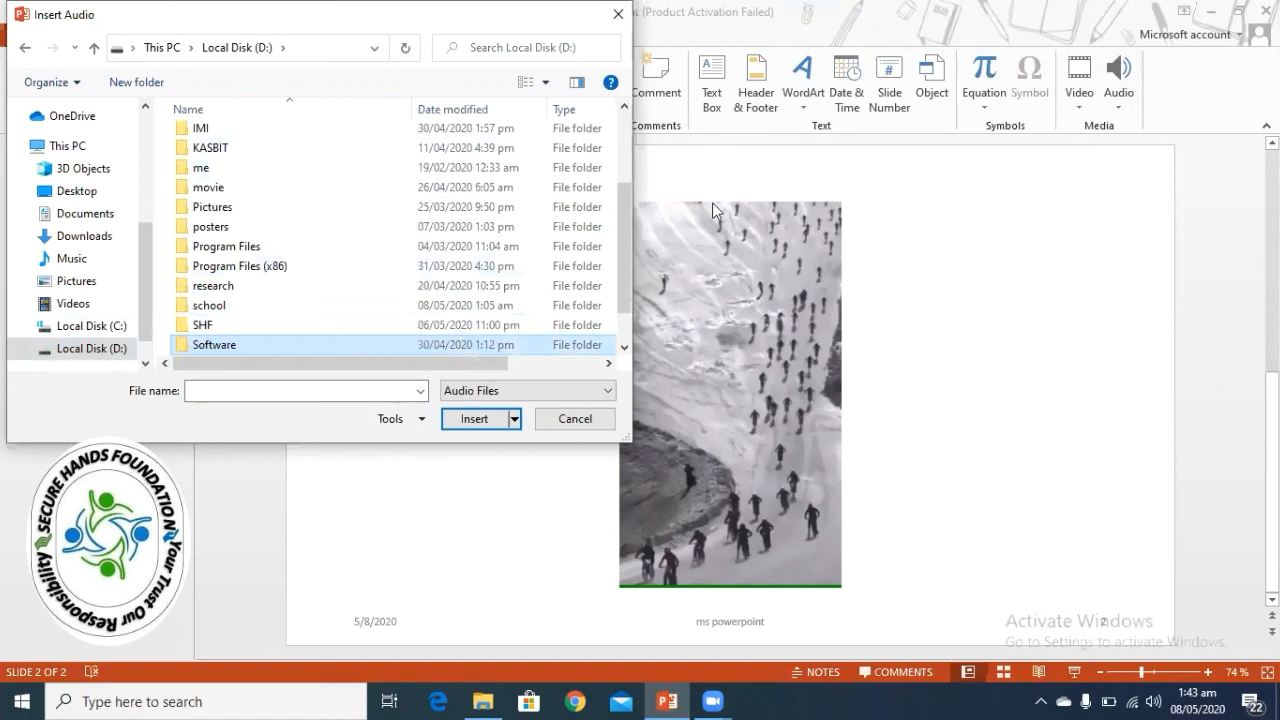 Insert Audio
t (Product Activation Failed)
Microsoft account
This PC
Local Disk (D:)
Search Local Disk (D:)
Organize
New folder
Name
Date modified
Type
OneDrive
This PC
3D Objects
Desktop
Documents
Downloads
Music
Pictures
Videos
Local Disk (C:)
Local Disk (D:)
IMI 30/04/2020 1:57 pm File folder
KASBIT 11/04/2020 4:39 pm File folder
me 19/02/2020 12:33 am File folder
movie 26/04/2020 6:05 am File folder
Pictures 25/03/2020 9:50 pm File folder
posters 07/03/2020 1:03 pm File folder
Program Files 04/03/2020 11:04 am File folder
Program Files (x86) 31/03/2020 4:30 pm File folder
research 20/04/2020 10:55 pm File folder
school 08/05/2020 1:05 am File folder
SHF 06/05/2020 11:00 pm File folder
Software 30/04/2020 1:12 pm File folder
File name:
Audio Files
Tools
Insert
Cancel
Comment
Text Box
Header & Footer
WordArt
Date & Time
Slide Number
Object
Equation
Symbol
Video
Audio
omments
Text
Symbols
Media
SECURE HANDS FOUNDATION
Your Trust Our Responsibility
5/8/2020
ms powerpoint
2
Activate Windows
Go to Settings to activate Windows.
SLIDE 2 OF 2
NOTES
COMMENTS
74 %
Type here to search
1:43 am
08/05/2020
22